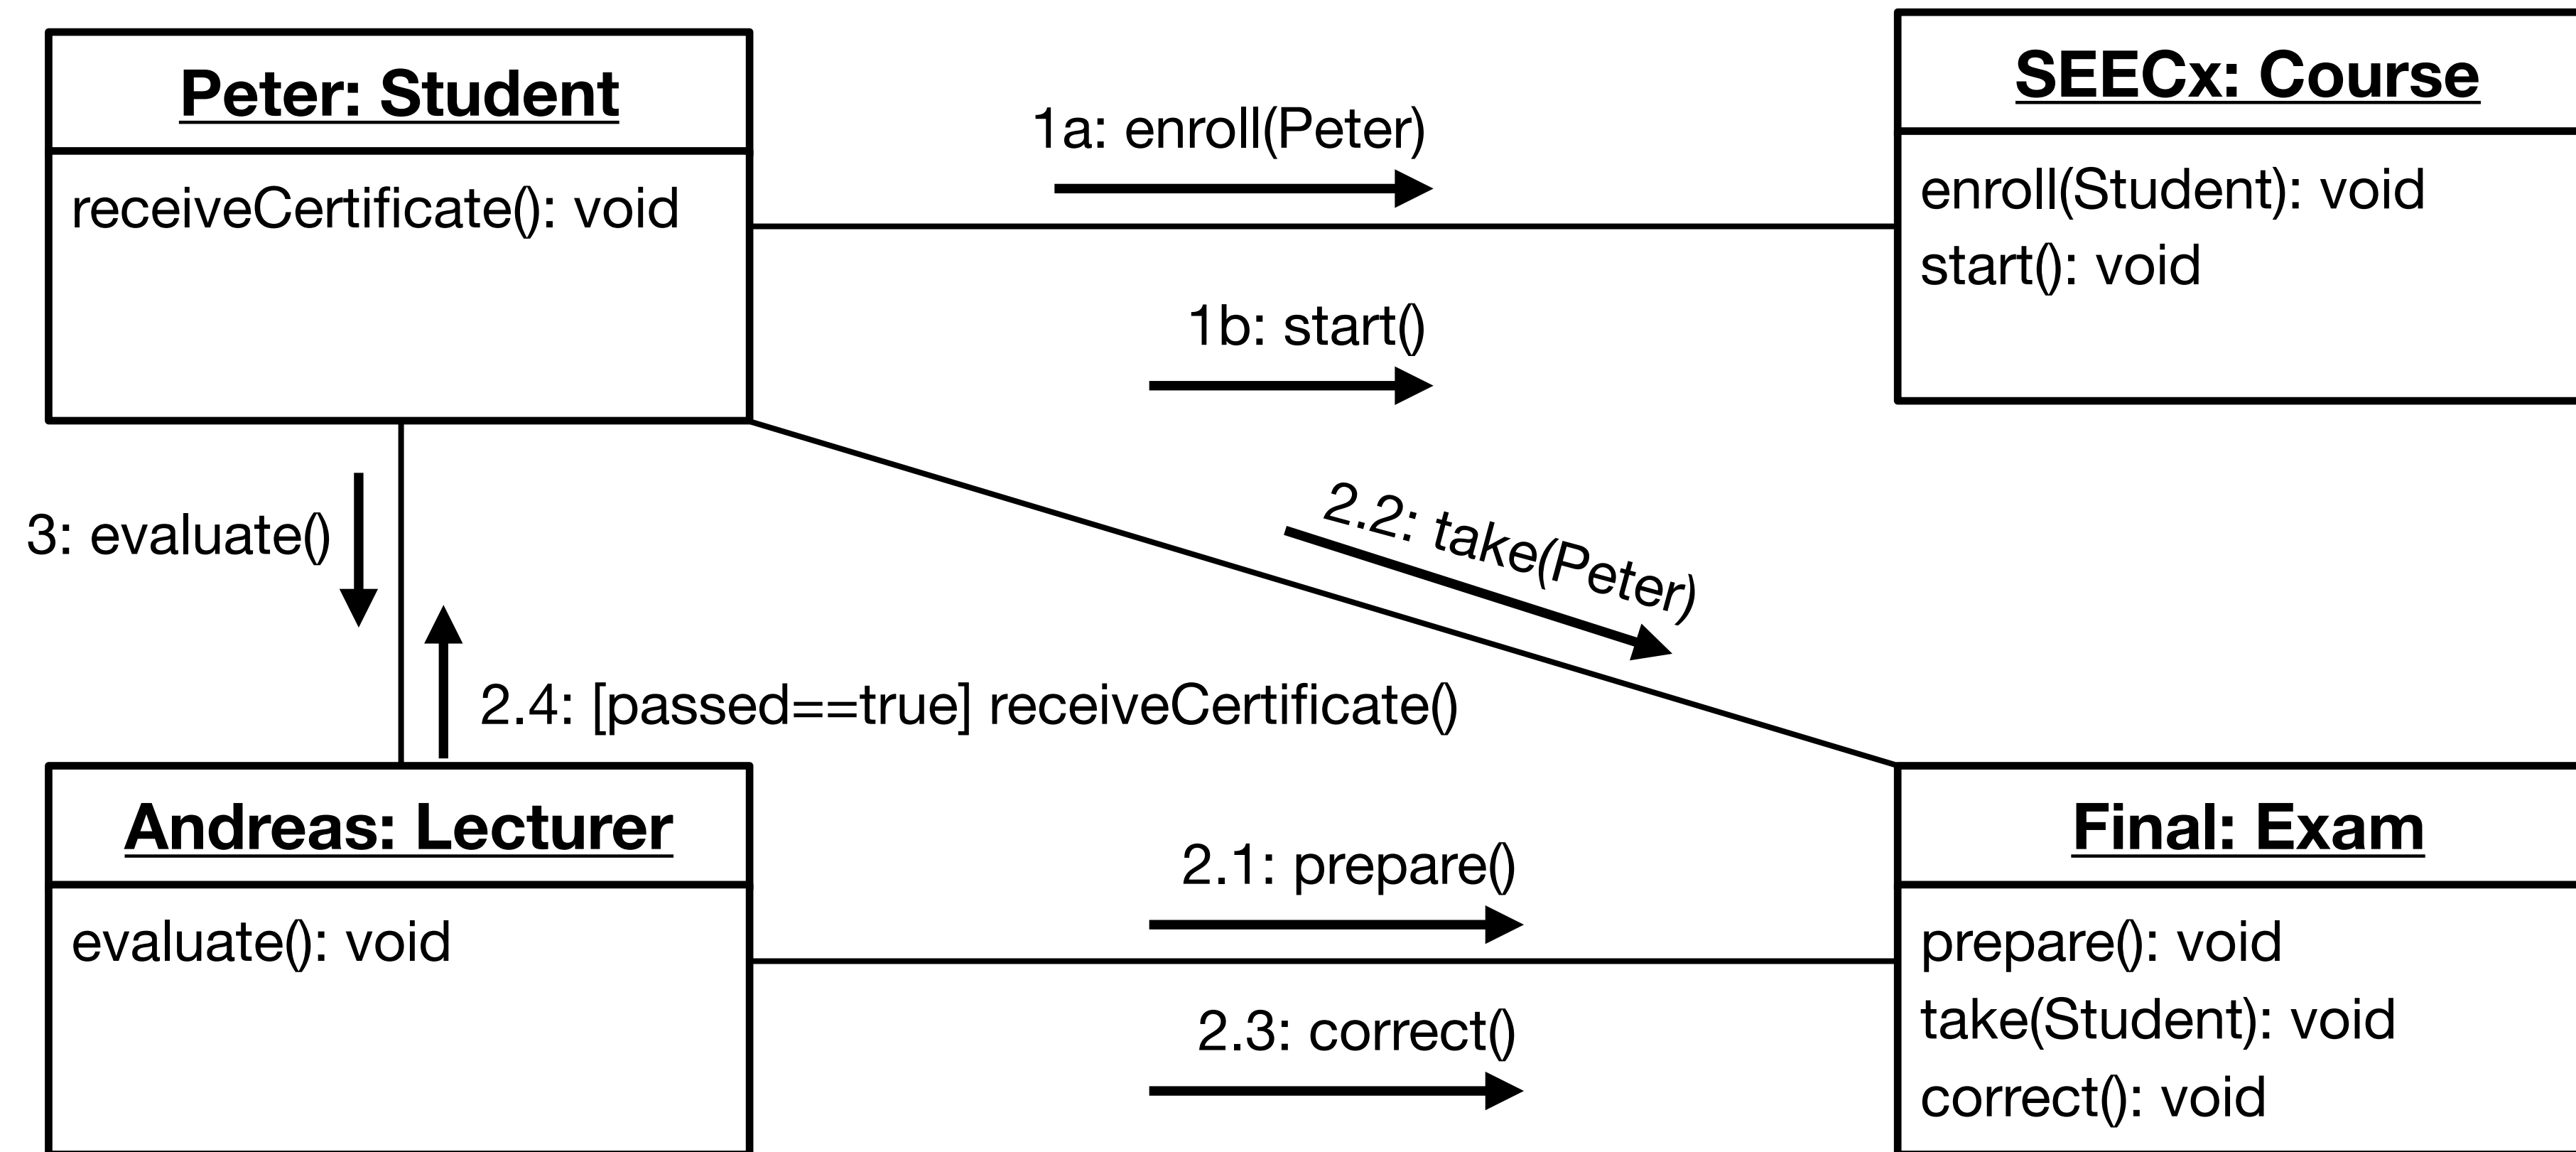 Peter: Student
receiveCertificate(): void
1a: enroll(Peter)
1b: start()
SEECx: Course
enroll(Student): void
start(): void
3: evaluate()
2.2: take(Peter)
2.4: [passed==true] receiveCertificate()
Andreas: Lecturer
evaluate(): void
2.1: prepare()
2.3: correct()
Final: Exam
prepare(): void
take(Student): void
correct(): void